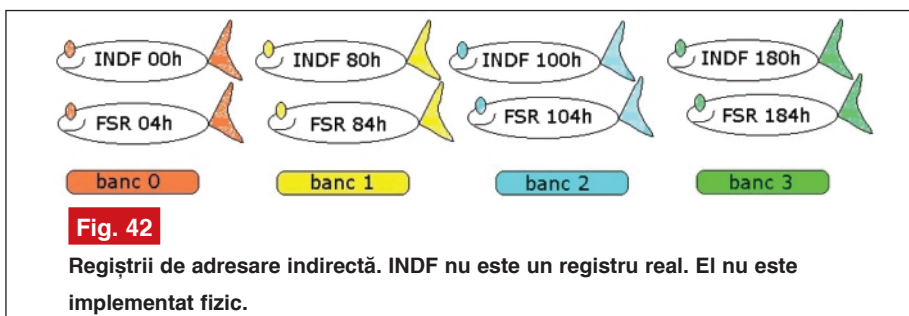 INDF 00h INDF 80h INDF 100h INDF 180h
FSR 04h FSR 84h FSR 104h FSR 184h
banc 0 banc 1 banc 2 banc 3
Fig. 42
Regiștrii de adresare indirectă. INDF nu este un registru real. El nu este
implementat fizic.